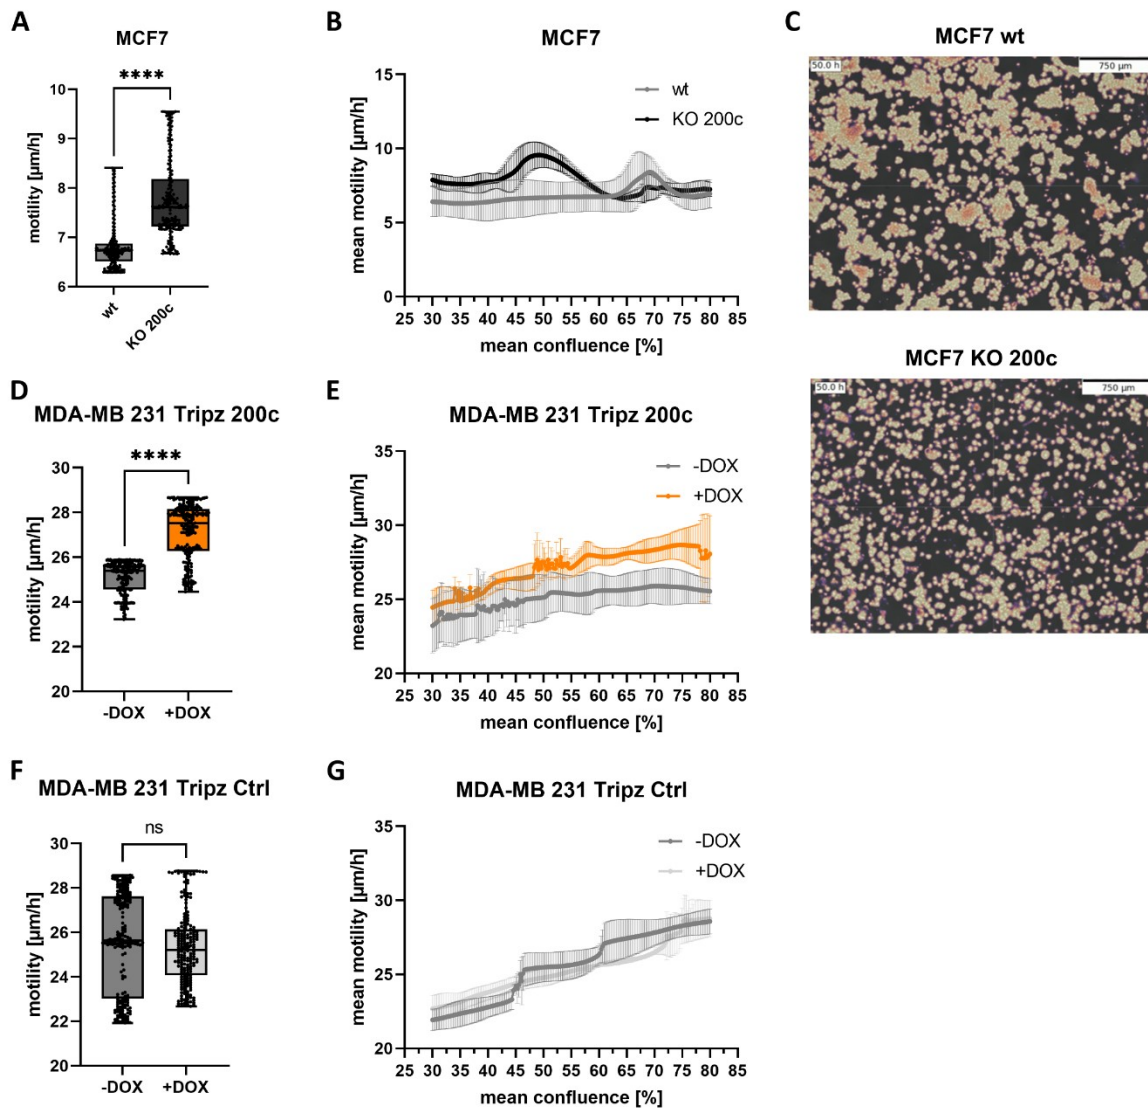 A
MCF7
****
motility [µm/h]
10
9
8
7
6
wt
KO 200c
B
MCF7
mean motility [µm/h]
15
10
5
0
wt
KO 200c
25 30 35 40 45 50 55 60 65 70 75 80 85
mean confluence [%]
C
MCF7 wt
50.0 h
750 µm
MCF7 KO 200c
50.0 h
750 µm
D
MDA-MB 231 Tripz 200c
****
motility [µm/h]
30
28
26
24
22
20
-DOX +DOX
E
MDA-MB 231 Tripz 200c
mean motility [µm/h]
35
30
25
20
-DOX
+DOX
25 30 35 40 45 50 55 60 65 70 75 80 85
mean confluence [%]
F
MDA-MB 231 Tripz Ctrl
ns
motility [µm/h]
30
28
26
24
22
20
-DOX +DOX
G
MDA-MB 231 Tripz Ctrl
mean motility [µm/h]
35
30
25
20
-DOX
+DOX
25 30 35 40 45 50 55 60 65 70 75 80 85
mean confluence [%]